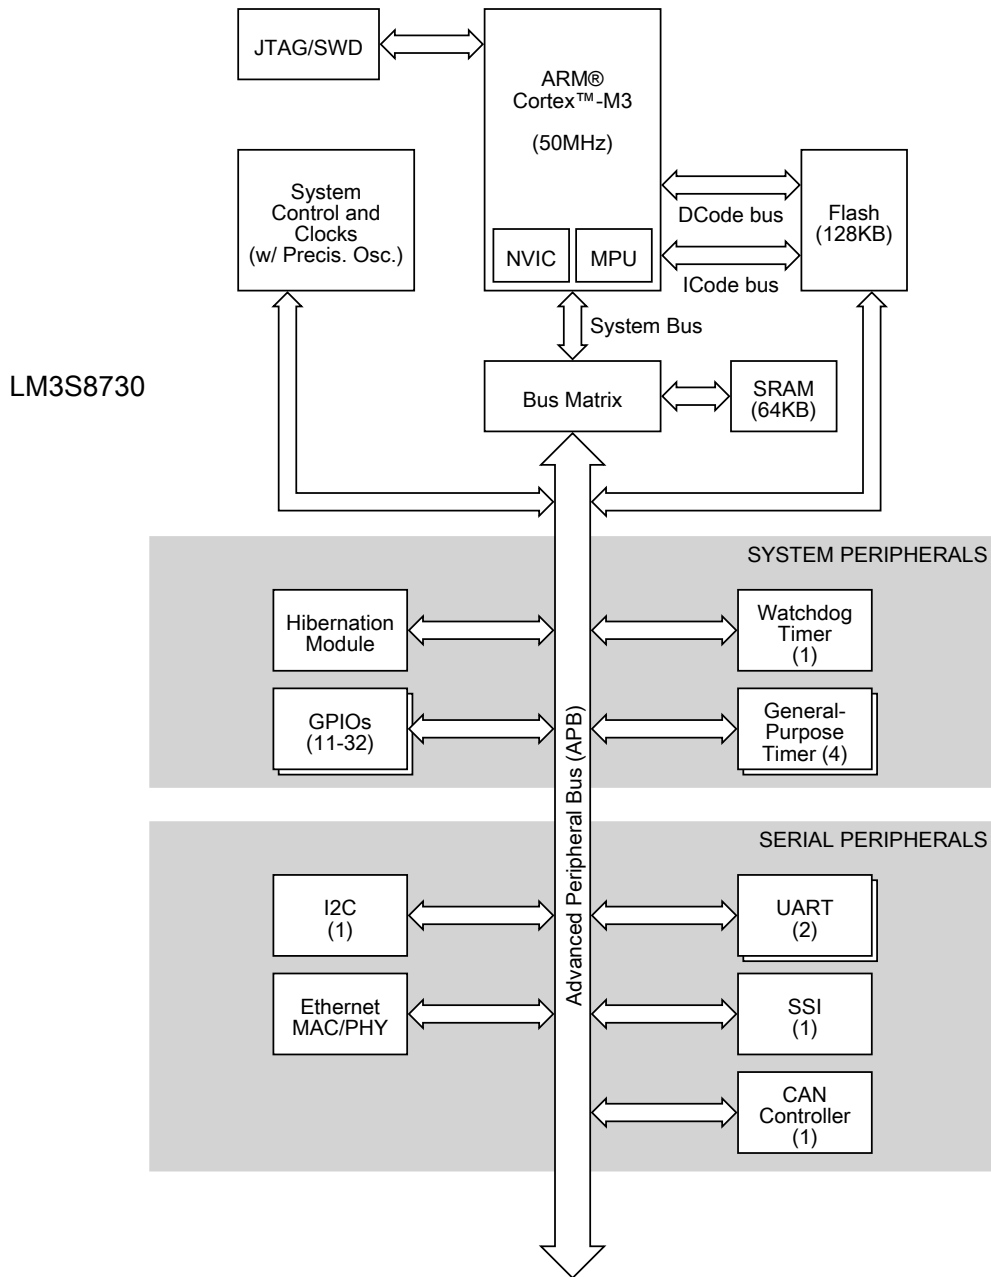 JTAG/SWD
ARM®
Cortex™-M3
(50MHz)
System
Control and
Clocks
(w/ Precis. Osc.)
DCode bus
Flash
(128KB)
NVIC
MPU
ICode bus
System Bus
LM3S8730
Bus Matrix
SRAM
(64KB)
SYSTEM PERIPHERALS
Hibernation
Module
Watchdog
Timer
(1)
GPIOs
(11-32)
General-
Purpose
Timer (4)
Advanced Peripheral Bus (APB)
SERIAL PERIPHERALS
I2C
(1)
UART
(2)
Ethernet
MAC/PHY
SSI
(1)
CAN
Controller
(1)